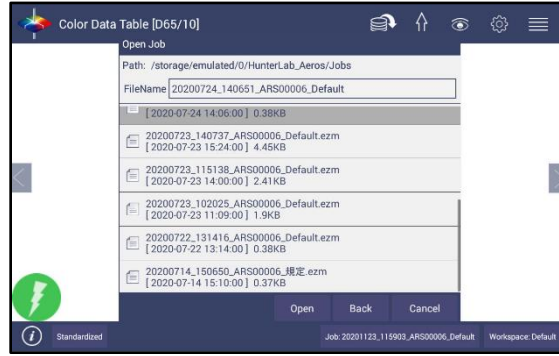 Color Data Table [D65/10]
Open Job
Path: /storage/emulated/0/HunterLab_Aeros/Jobs
FileName 20200724_140651_ARS00006_Default
[ 2020-07-24 14:06:00 ] 0.38KB
20200723_140737_ARS00006_Default.ezm
[ 2020-07-23 15:24:00 ] 4.45KB
20200723_115138_ARS00006_Default.ezm
[ 2020-07-23 14:00:00 ] 2.41KB
20200723_102025_ARS00006_Default.ezm
[ 2020-07-23 11:09:00 ] 1.9KB
20200722_131416_ARS00006_Default.ezm
[ 2020-07-22 13:14:00 ] 0.38KB
20200714_150650_ARS00006_規定.ezm
[ 2020-07-14 15:10:00 ] 0.37KB
Open Back Cancel
Standardized Job: 20201123_115903_ARS00006_Default Workspace: Default